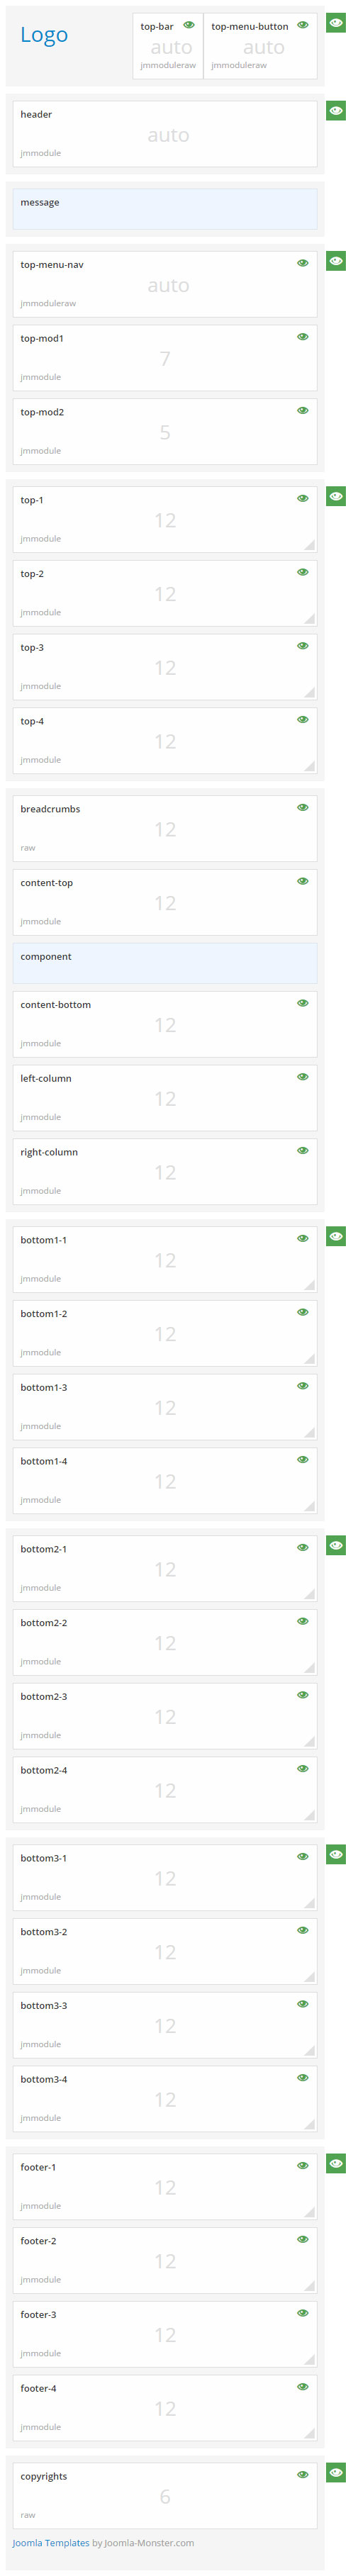 Logo
top-bar top-menu-button
auto auto
jmmoduleraw jmmoduleraw
header
auto
jmmodule
message
top-menu-nav
auto
jmmoduleraw
top-mod1
7
jmmodule
top-mod2
5
jmmodule
top-1
12
jmmodule
top-2
12
jmmodule
top-3
12
jmmodule
top-4
12
jmmodule
breadcrumbs
12
raw
content-top
12
jmmodule
component
content-bottom
12
jmmodule
left-column
12
jmmodule
right-column
12
jmmodule
bottom1-1
12
jmmodule
bottom1-2
12
jmmodule
bottom1-3
12
jmmodule
bottom1-4
12
jmmodule
bottom2-1
12
jmmodule
bottom2-2
12
jmmodule
bottom2-3
12
jmmodule
bottom2-4
12
jmmodule
bottom3-1
12
jmmodule
bottom3-2
12
jmmodule
bottom3-3
12
jmmodule
bottom3-4
12
jmmodule
footer-1
12
jmmodule
footer-2
12
jmmodule
footer-3
12
jmmodule
footer-4
12
jmmodule
copyrights
6
raw
Joomla Templates by Joomla-Monster.com